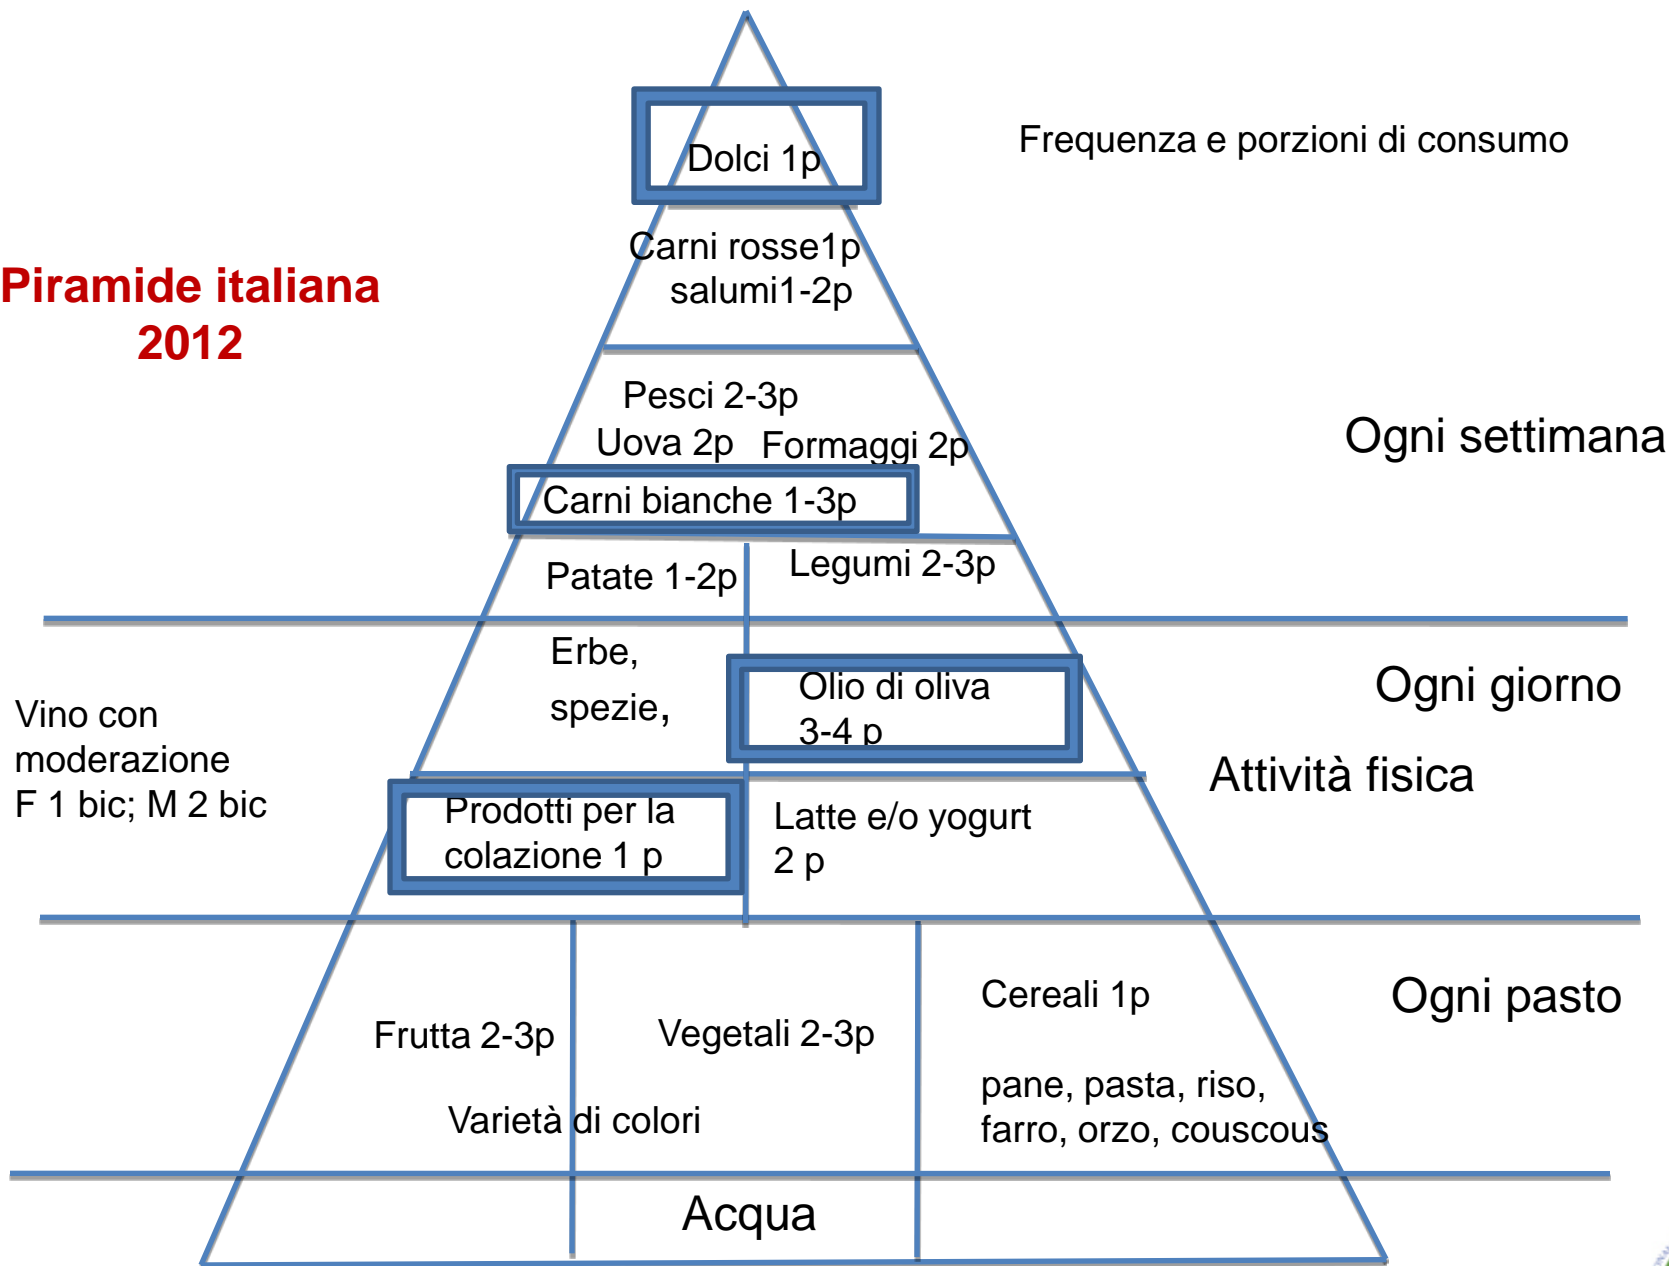 Dolci 1p
Frequenza e porzioni di consumo
Piramide italiana
2012
Carni rosse1p
salumi1-2p
Pesci 2-3p
Uova 2p
Formaggi 2p
Carni bianche 1-3p
Ogni settimana
Patate 1-2p
Legumi 2-3p
Erbe,
spezie,
Olio di oliva
3-4 p
Ogni giorno
Vino con
moderazione
F 1 bic; M 2 bic
Attività fisica
Prodotti per la
colazione 1 p
Latte e/o yogurt
2 p
Frutta 2-3p
Vegetali 2-3p
Varietà di colori
Cereali 1p
pane, pasta, riso,
farro, orzo, couscous
Ogni pasto
Acqua